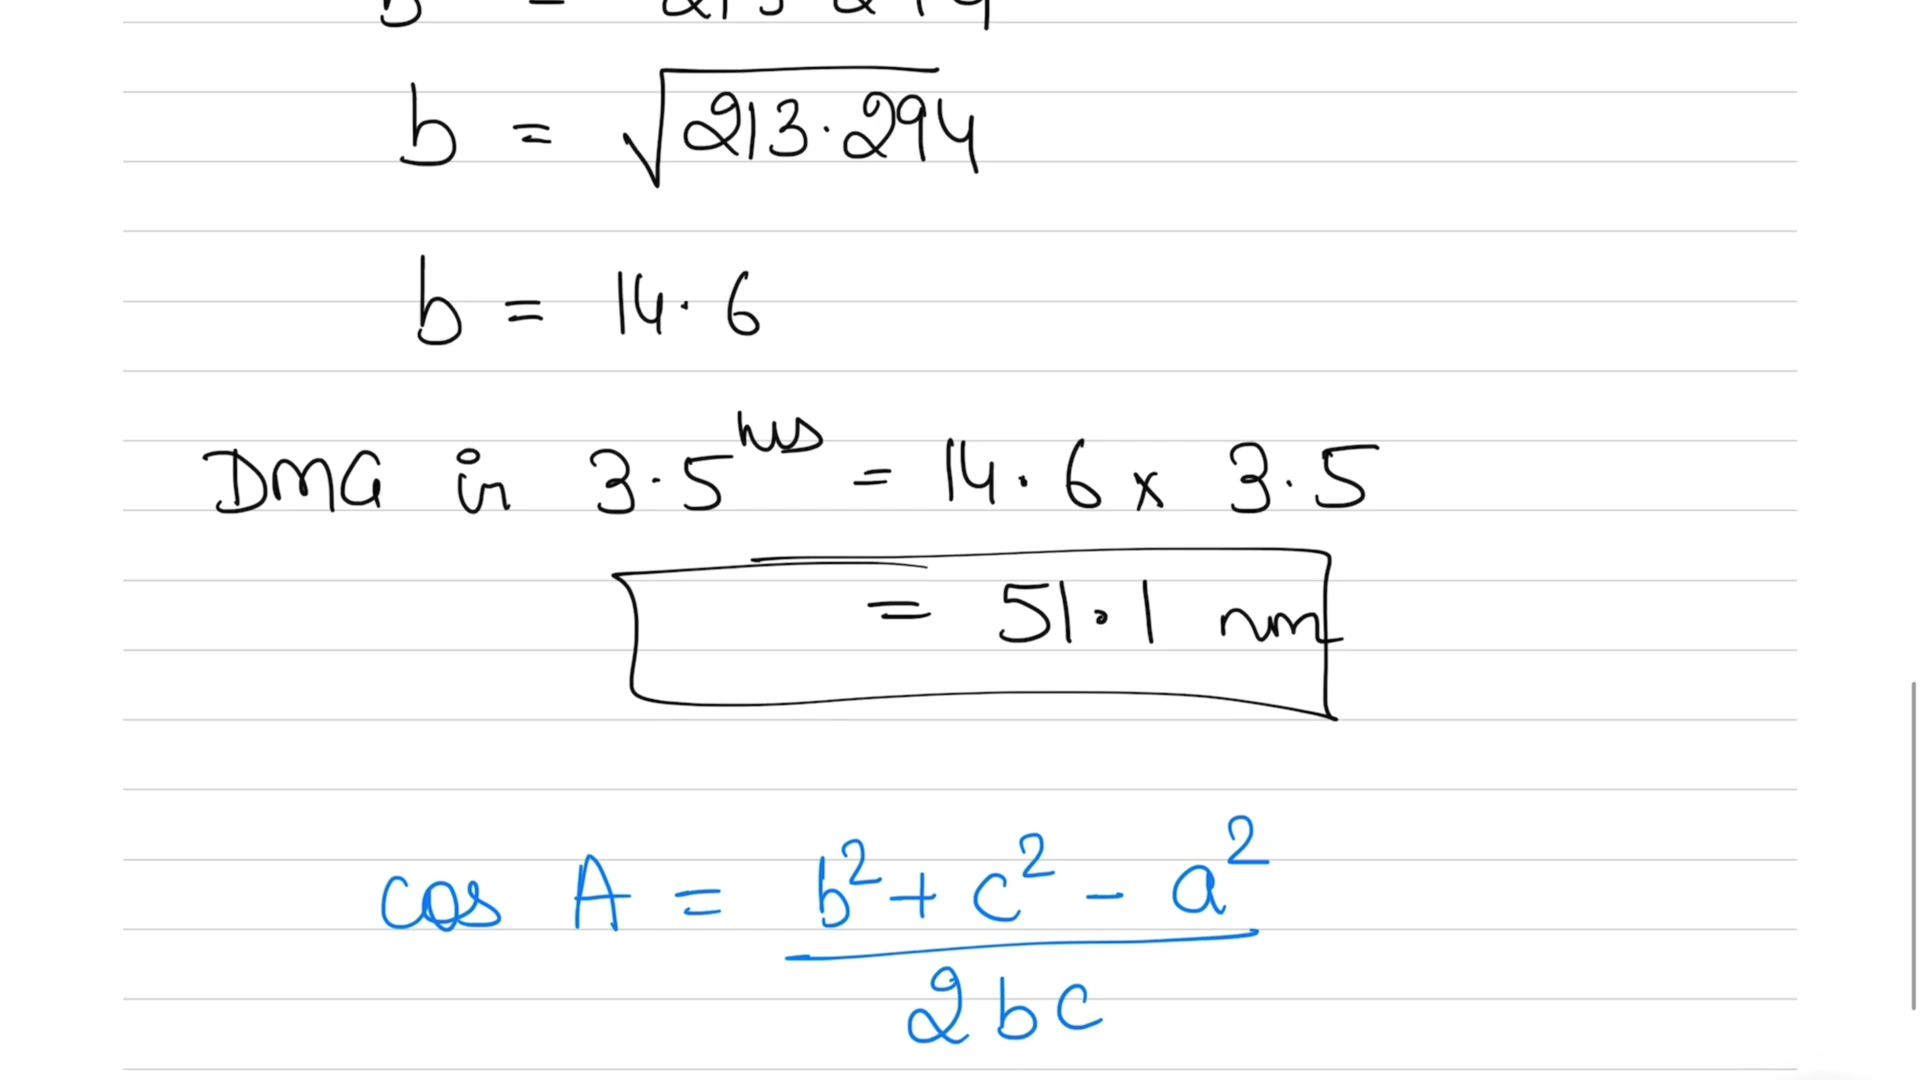 b = √213.294
b = 14.6
DMG in 3.5 hrs = 14.6 x 3.5
= 51.1 nm
cos A = b² + c² - a²
2bc